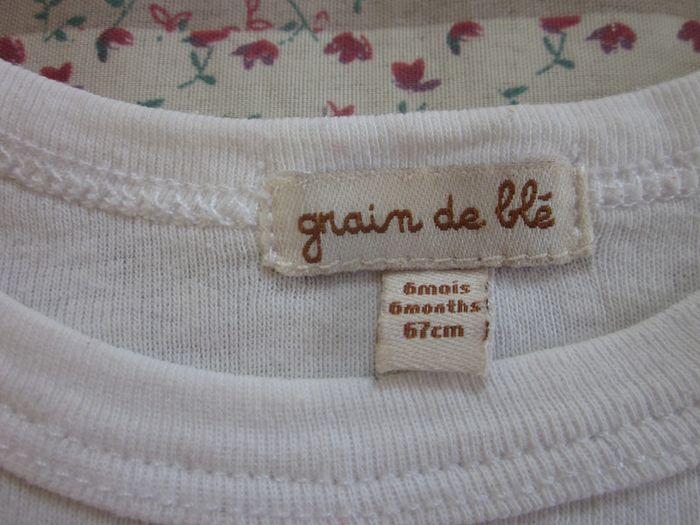 grain de blé
6mois
6months
67cm